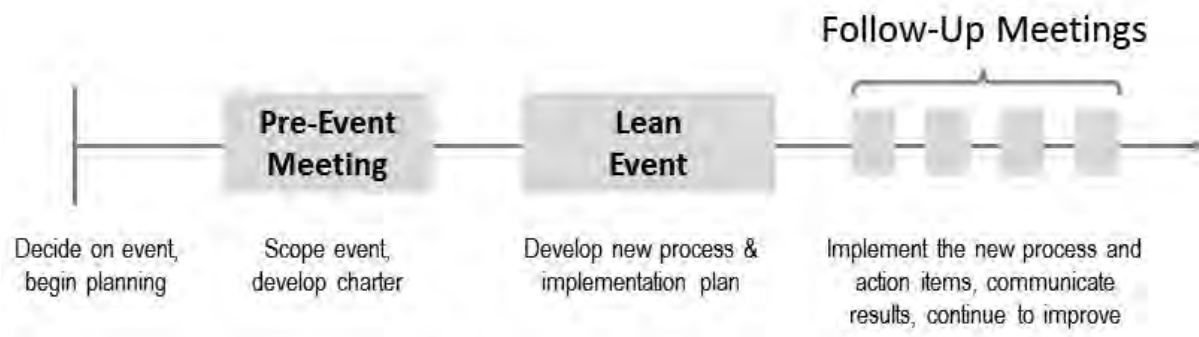 Follow-Up Meetings
Pre-Event
Meeting
Lean
Event
Decide on event,
begin planning
Scope event,
develop charter
Develop new process &
implementation plan
Implement the new process and
action items, communicate
results, continue to improve